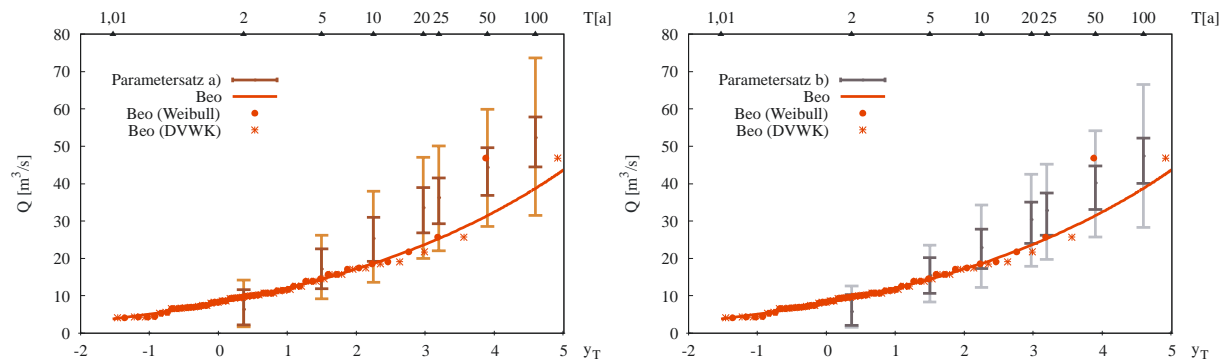 1,01 2 5 10 20 25 50 100 T[a]
80
70
60
50
40
30
20
10
0
Q [m³/s]
Parametersatz a)
Beo
Beo (Weibull)
Beo (DVWK)
-2 -1 0 1 2 3 4 5 y_T
1,01 2 5 10 20 25 50 100 T[a]
80
70
60
50
40
30
20
10
0
Q [m³/s]
Parametersatz b)
Beo
Beo (Weibull)
Beo (DVWK)
-2 -1 0 1 2 3 4 5 y_T